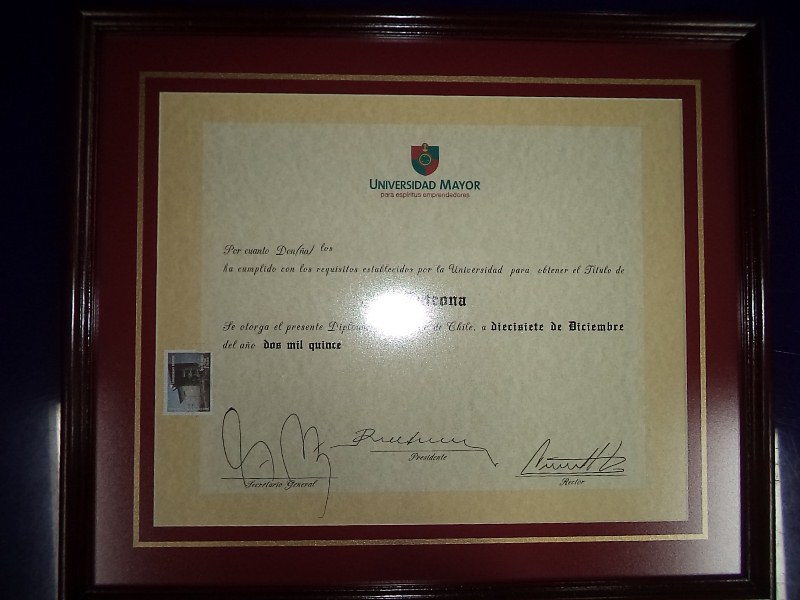 UNIVERSIDAD MAYOR
para espíritus emprendedores
Por cuanto Don/ña/ los
ha cumplido con los requisitos establecidos por la Universidad para obtener el Título de
Se otorga el presente de Chile, a diecisiete de Diciembre
del año dos mil quince
Secretario General
Presidente
Rector